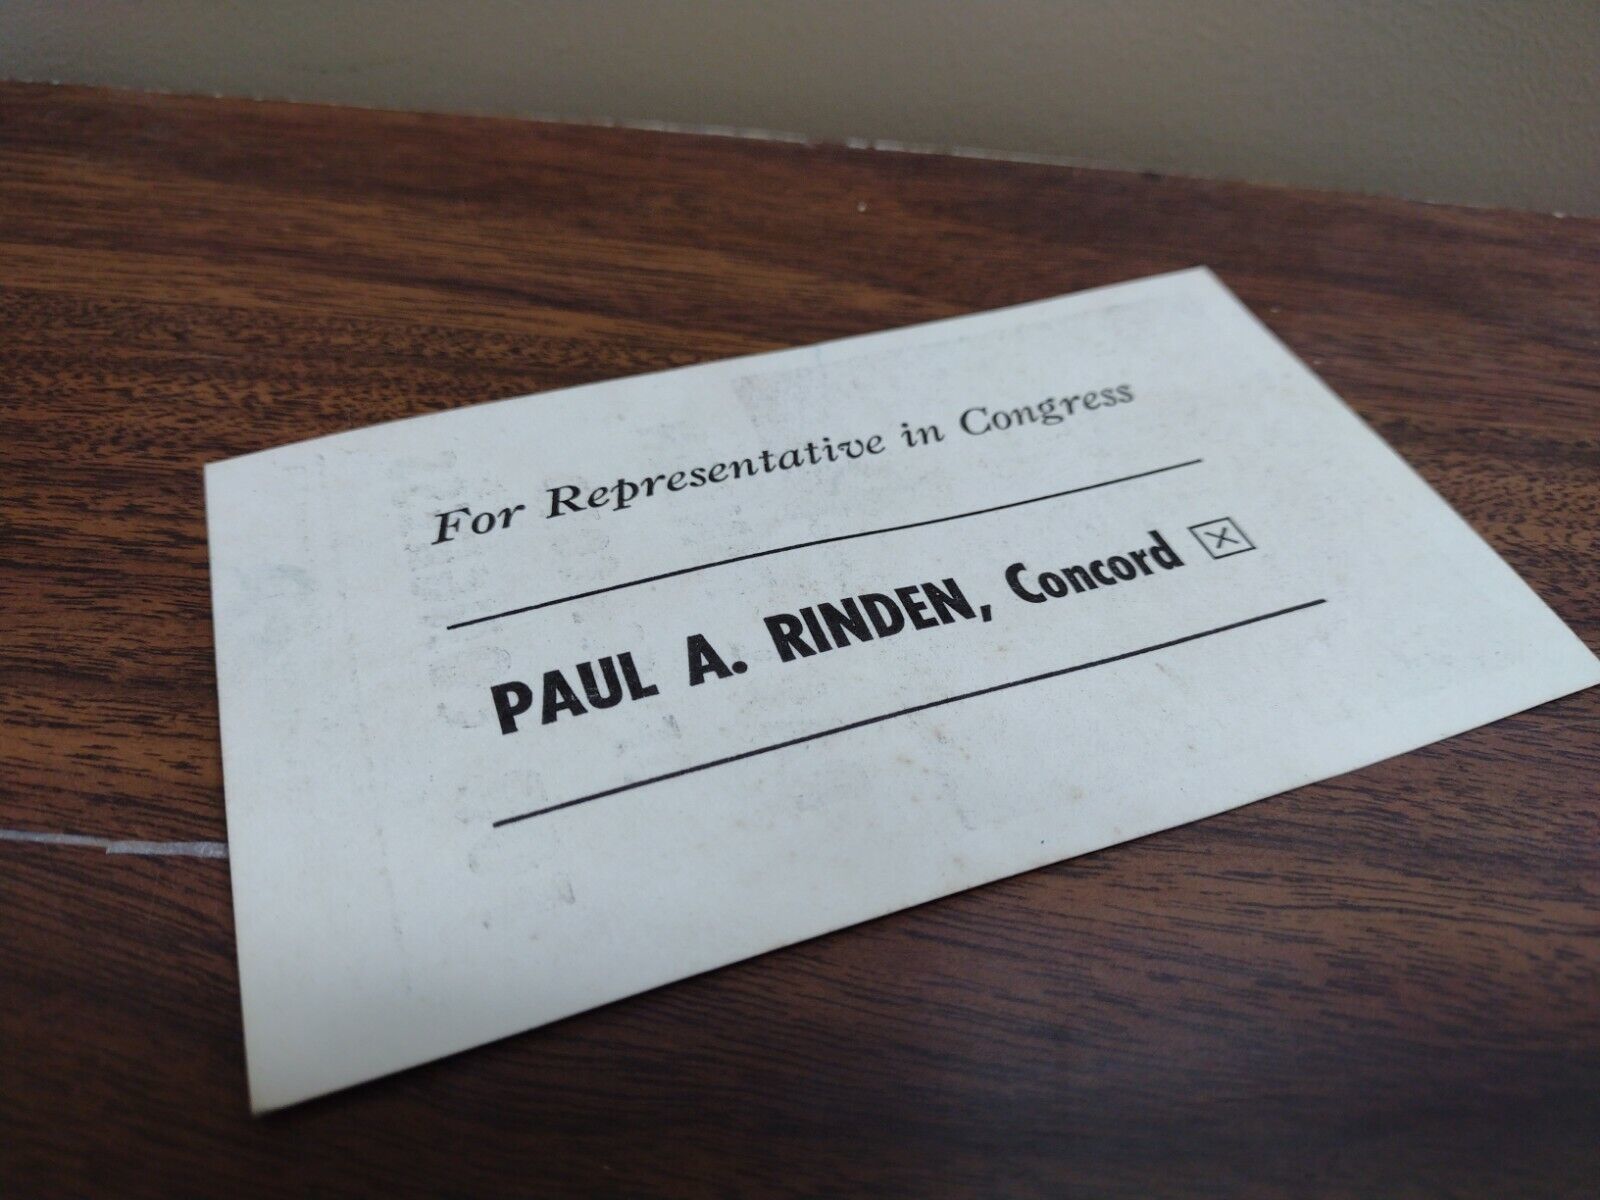 For Representative in Congress
PAUL A. RINDEN, Concord ☒